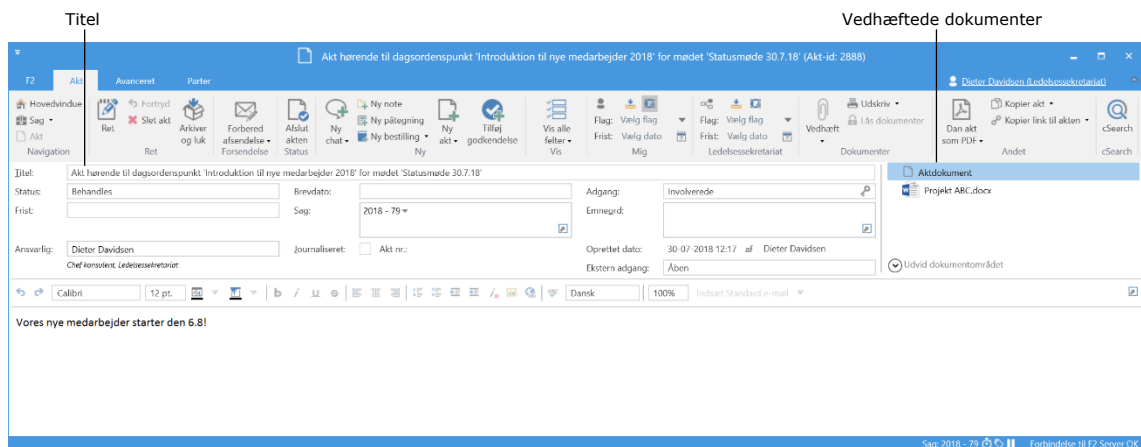 Titel Vedhæftede dokumenter
Akt hørende til dagsordenspunkt 'Introduktion til nye medarbejder 2018' for mødet 'Statusmøde 30.7.18' (Akt-id: 2888)
F2 Akt Avanceret Parter Dieter Davidsen (Ledelsessekretariat)
Hovedvindue
Sag
Akt
Navigation
Ret
Fortryd
Slet akt
Arkiver og luk
Ret
Forbered afsendelse
Forsendelse
Afslut akten
Status
Ny chat
Ny note
Ny påtegning
Ny bestilling
Ny akt
Tilføj godkendelse
Ny
Vis alle felter
Vis
Flag: Vælg flag
Frist: Vælg dato
Mig
Flag: Vælg flag
Frist: Vælg dato
Ledelsessekretariat
Vedhæft
Udskriv
Lås dokumenter
Dokumenter
Dan akt som PDF
Kopier akt
Kopier link til akten
Andet
cSearch
cSearch
Titel: Akt hørende til dagsordenspunkt 'Introduktion til nye medarbejder 2018' for mødet 'Statusmøde 30.7.18'
Status: Behandles Brevdato: Adgang: Involverede
Frist: Sag: 2018 - 79 Emneord:
Ansvarlig: Dieter Davidsen Journaliseret: Akt nr.: Oprettet dato: 30-07-2018 12:17 af Dieter Davidsen
Chef konsulent, Ledelsessekretariat Ekstern adgang: Åben
Aktdokument
Projekt ABC.docx
Udvid dokumentområdet
Calibri 12 pt. b i u Dansk 100% Indsæt Standard e-mail
Vores nye medarbejder starter den 6.8!
Sag: 2018 - 79 Forbindelse til F2 Server OK